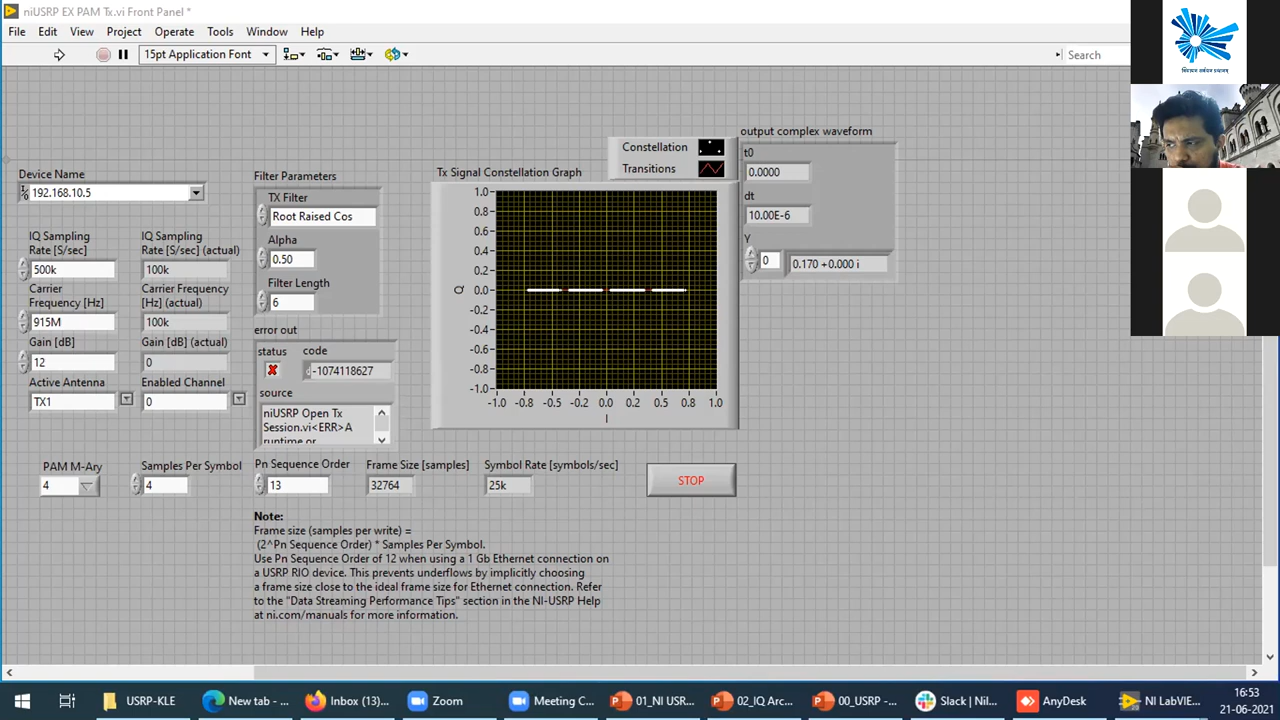 niUSRP EX PAM Tx.vi Front Panel *
File Edit View Project Operate Tools Window Help
15pt Application Font
Search
Device Name
192.168.10.5
IQ Sampling
Rate [S/sec]
500k
Carrier
Frequency [Hz]
915M
Gain [dB]
12
Active Antenna
TX1
IQ Sampling
Rate [S/sec] (actual)
100k
Carrier Frequency
[Hz] (actual)
100k
Gain [dB] (actual)
0
Enabled Channel
0
Filter Parameters
TX Filter
Root Raised Cos
Alpha
0.50
Filter Length
6
error out
status
code
-1074118627
source
niUSRP Open Tx
Session.vi<ERR>A
runtime or
Constellation
Transitions
Tx Signal Constellation Graph
1.0
0.8
0.6
0.4
0.2
0.0
-0.2
-0.4
-0.6
-0.8
-1.0
Q
-1.0 -0.8 -0.5 -0.2 0.0 0.2 0.5 0.8 1.0
I
output complex waveform
t0
0.0000
dt
10.00E-6
Y
0
0.170 +0.000 i
PAM M-Ary
4
Samples Per Symbol
4
Pn Sequence Order
13
Frame Size [samples]
32764
Symbol Rate [symbols/sec]
25k
STOP
Note:
Frame size (samples per write) =
(2^Pn Sequence Order) * Samples Per Symbol.
Use Pn Sequence Order of 12 when using a 1 Gb Ethernet connection on
a USRP RIO device. This prevents underflows by implicitly choosing
a frame size close to the ideal frame size for Ethernet connection. Refer
to the "Data Streaming Performance Tips" section in the NI-USRP Help
at ni.com/manuals for more information.
USRP-KLE
New tab - ...
Inbox (13)...
Zoom
Meeting C...
01_NI USR...
02_IQ Arc...
00_USRP -...
Slack | Nil...
AnyDesk
NI LabVIE...
16:53
21-06-2021